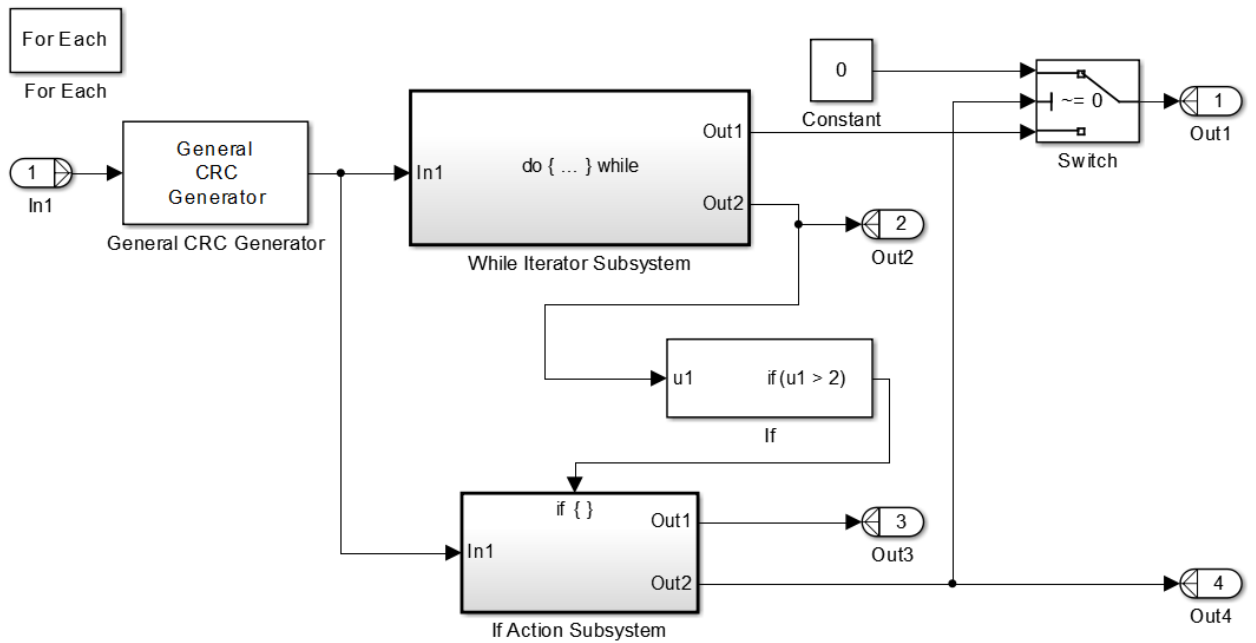 For Each
For Each
0
Constant
~= 0
Switch
1
Out1
General
CRC
Generator
General CRC Generator
1
In1
In1
do { ... } while
Out1
Out2
While Iterator Subsystem
2
Out2
u1
if(u1 > 2)
If
if { }
In1
Out1
Out2
If Action Subsystem
3
Out3
4
Out4